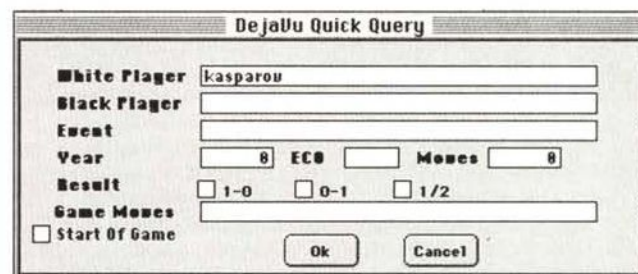 DejaVu Quick Query
White Player kasparov
Black Player
Event
Year 0 ECO Moves 0
Result 1-0 0-1 1/2
Game Moves
Start Of Game
Ok Cancel